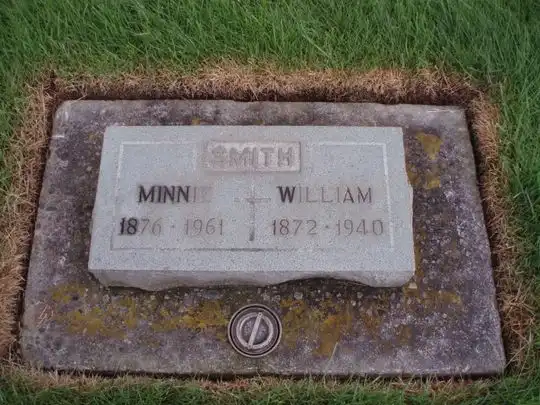 SMITH
MINNIE WILLIAM
1876 · 1961 1872 · 1940